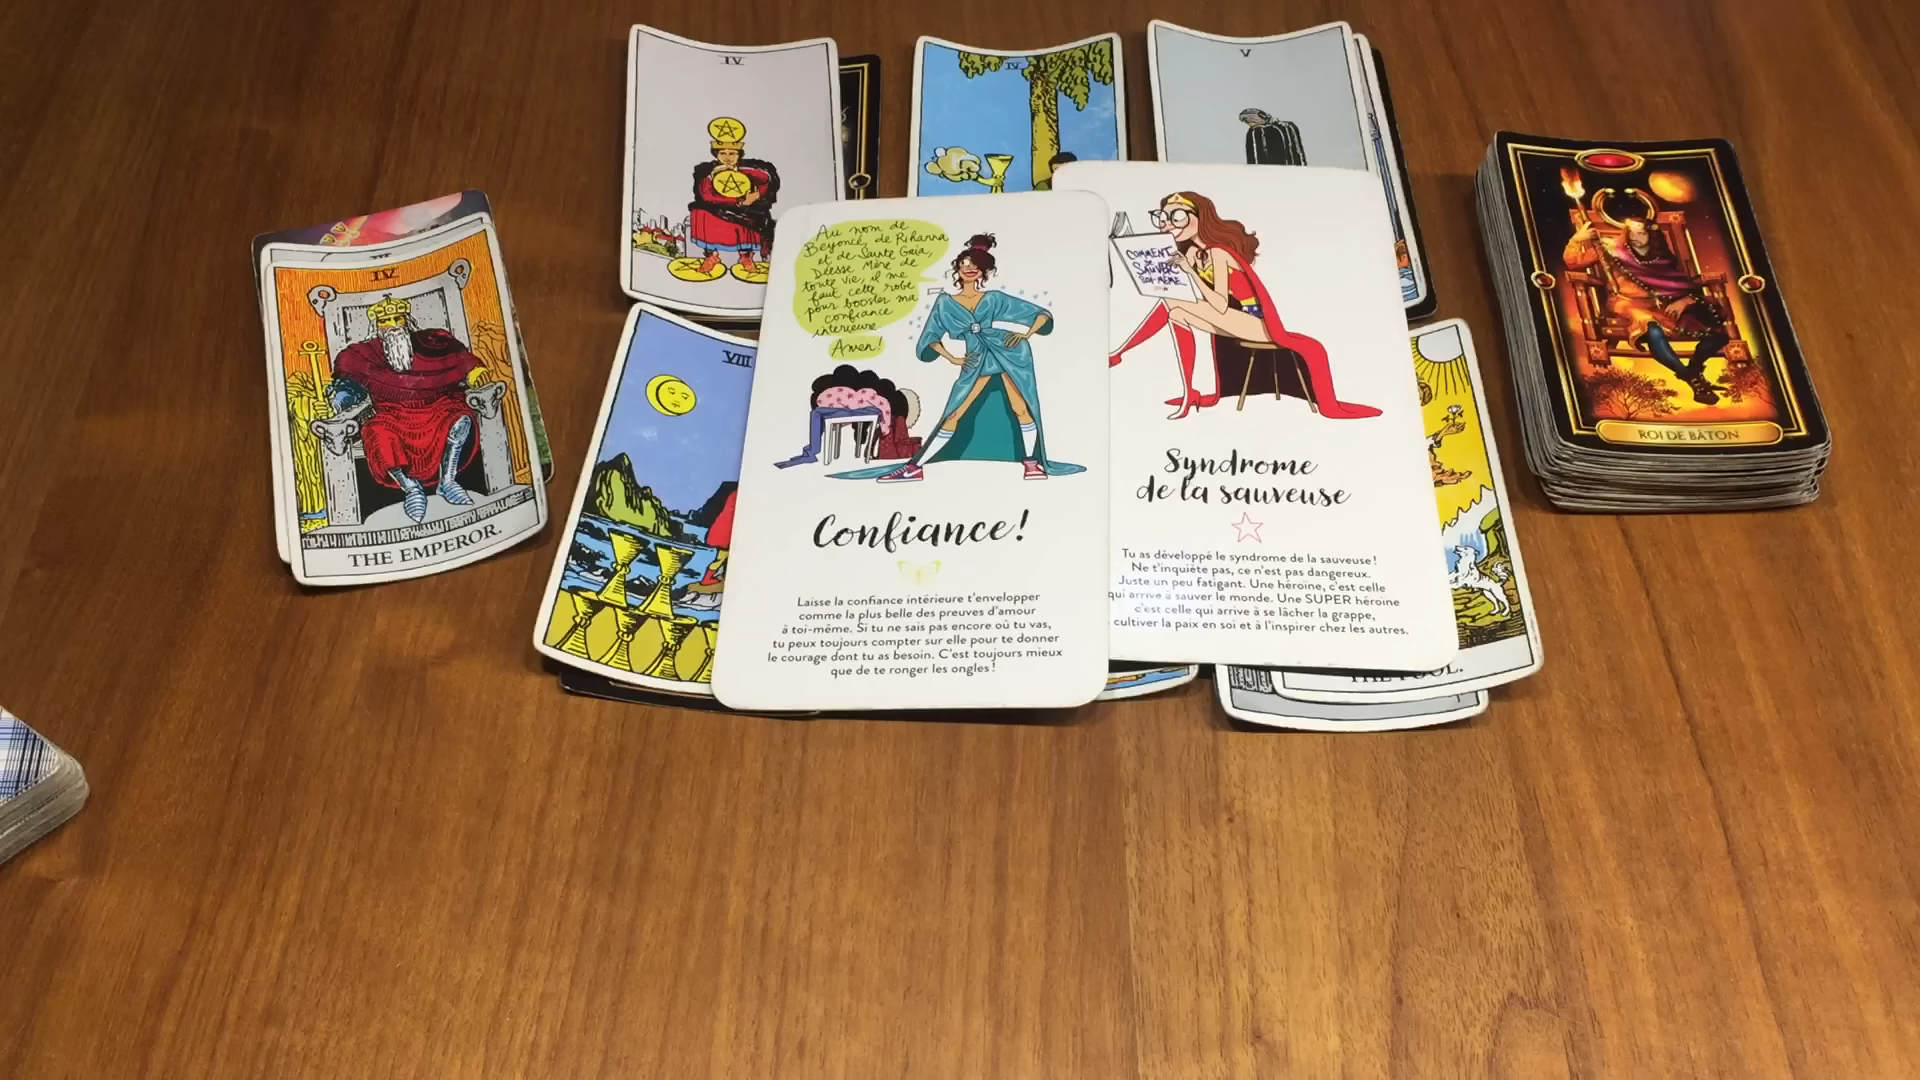 IV
IV
V
IV
THE EMPEROR.
VIII
Au nom de
Beyoncé, de Rihanna
et de Sainte Gaïa,
Déesse Mère de
toute vie, il me
faut cette robe
pour booster ma
confiance
intérieure
Amen!
Confiance!
Laisse la confiance intérieure t'envelopper
comme la plus belle des preuves d'amour
à toi-même. Si tu ne sais pas encore où tu vas,
tu peux toujours compter sur elle pour te donner
le courage dont tu as besoin. C'est toujours mieux
que de te ronger les ongles!
COMMENT
SAUVER
SOI-MÊME
Syndrome
de la sauveuse
Tu as développé le syndrome de la sauveuse!
Ne t'inquiète pas, ce n'est pas dangereux.
Juste un peu fatigant. Une héroïne, c'est celle
qui arrive à sauver le monde. Une SUPER héroïne
c'est celle qui arrive à se lâcher la grappe,
cultiver la paix en soi et à l'inspirer chez les autres.
THE FOOL.
ROI DE BÂTON